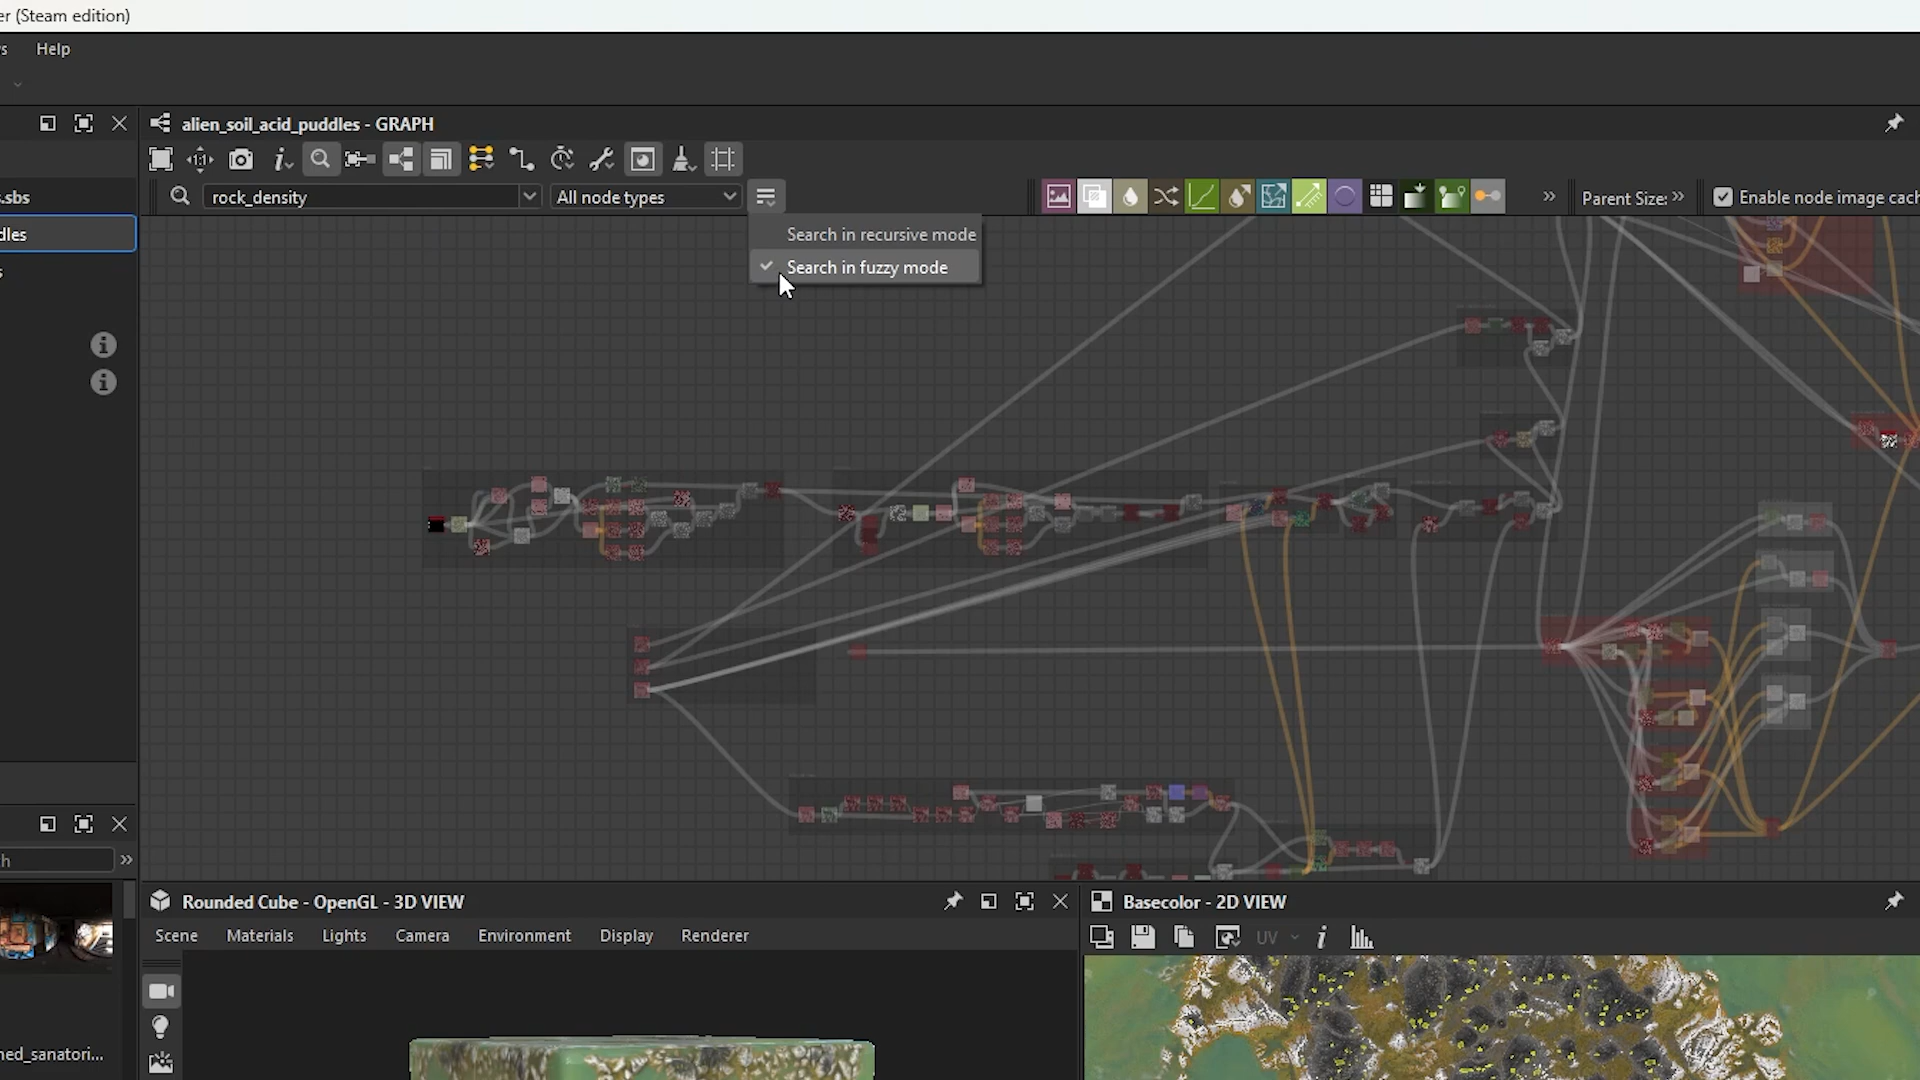 er (Steam edition)
s Help
alien_soil_acid_puddles - GRAPH
1:1
.sbs
rock_density
All node types
Parent Size:
Enable node image cach
dles
Search in recursive mode
s
Search in fuzzy mode
h
Rounded Cube - OpenGL - 3D VIEW
Basecolor - 2D VIEW
Scene Materials Lights Camera Environment Display Renderer
UV
ned_sanatori...